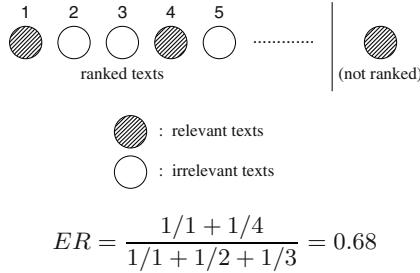 1 2 3 4 5
ranked texts
(not ranked)
: relevant texts
: irrelevant texts
ER = \frac{1/1 + 1/4}{1/1 + 1/2 + 1/3} = 0.68